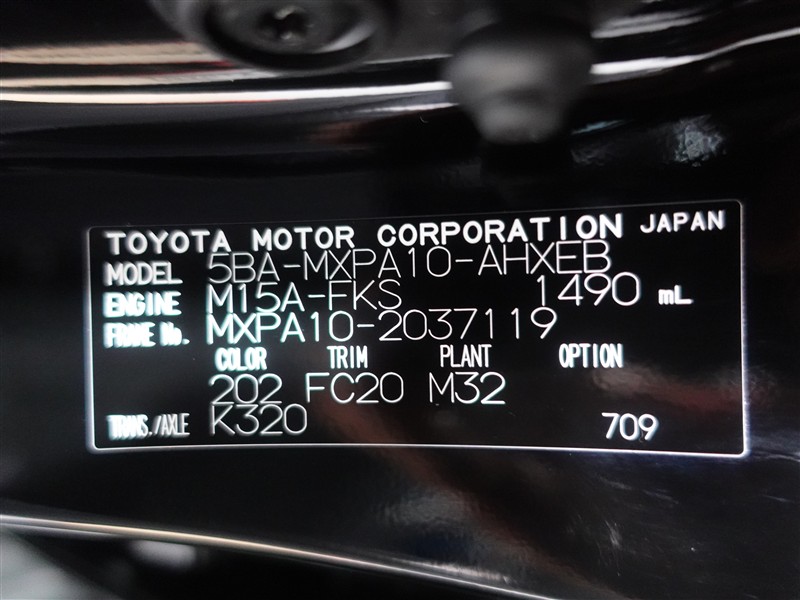 TOYOTA MOTOR CORPORATION JAPAN
MODEL 5BA-MXPA10-AHXEB
ENGINE M15A-FKS 1490 mL
FRAME No. MXPA10-2037119
COLOR TRIM PLANT OPTION
202 FC20 M32
TRANS./AXLE K320 709